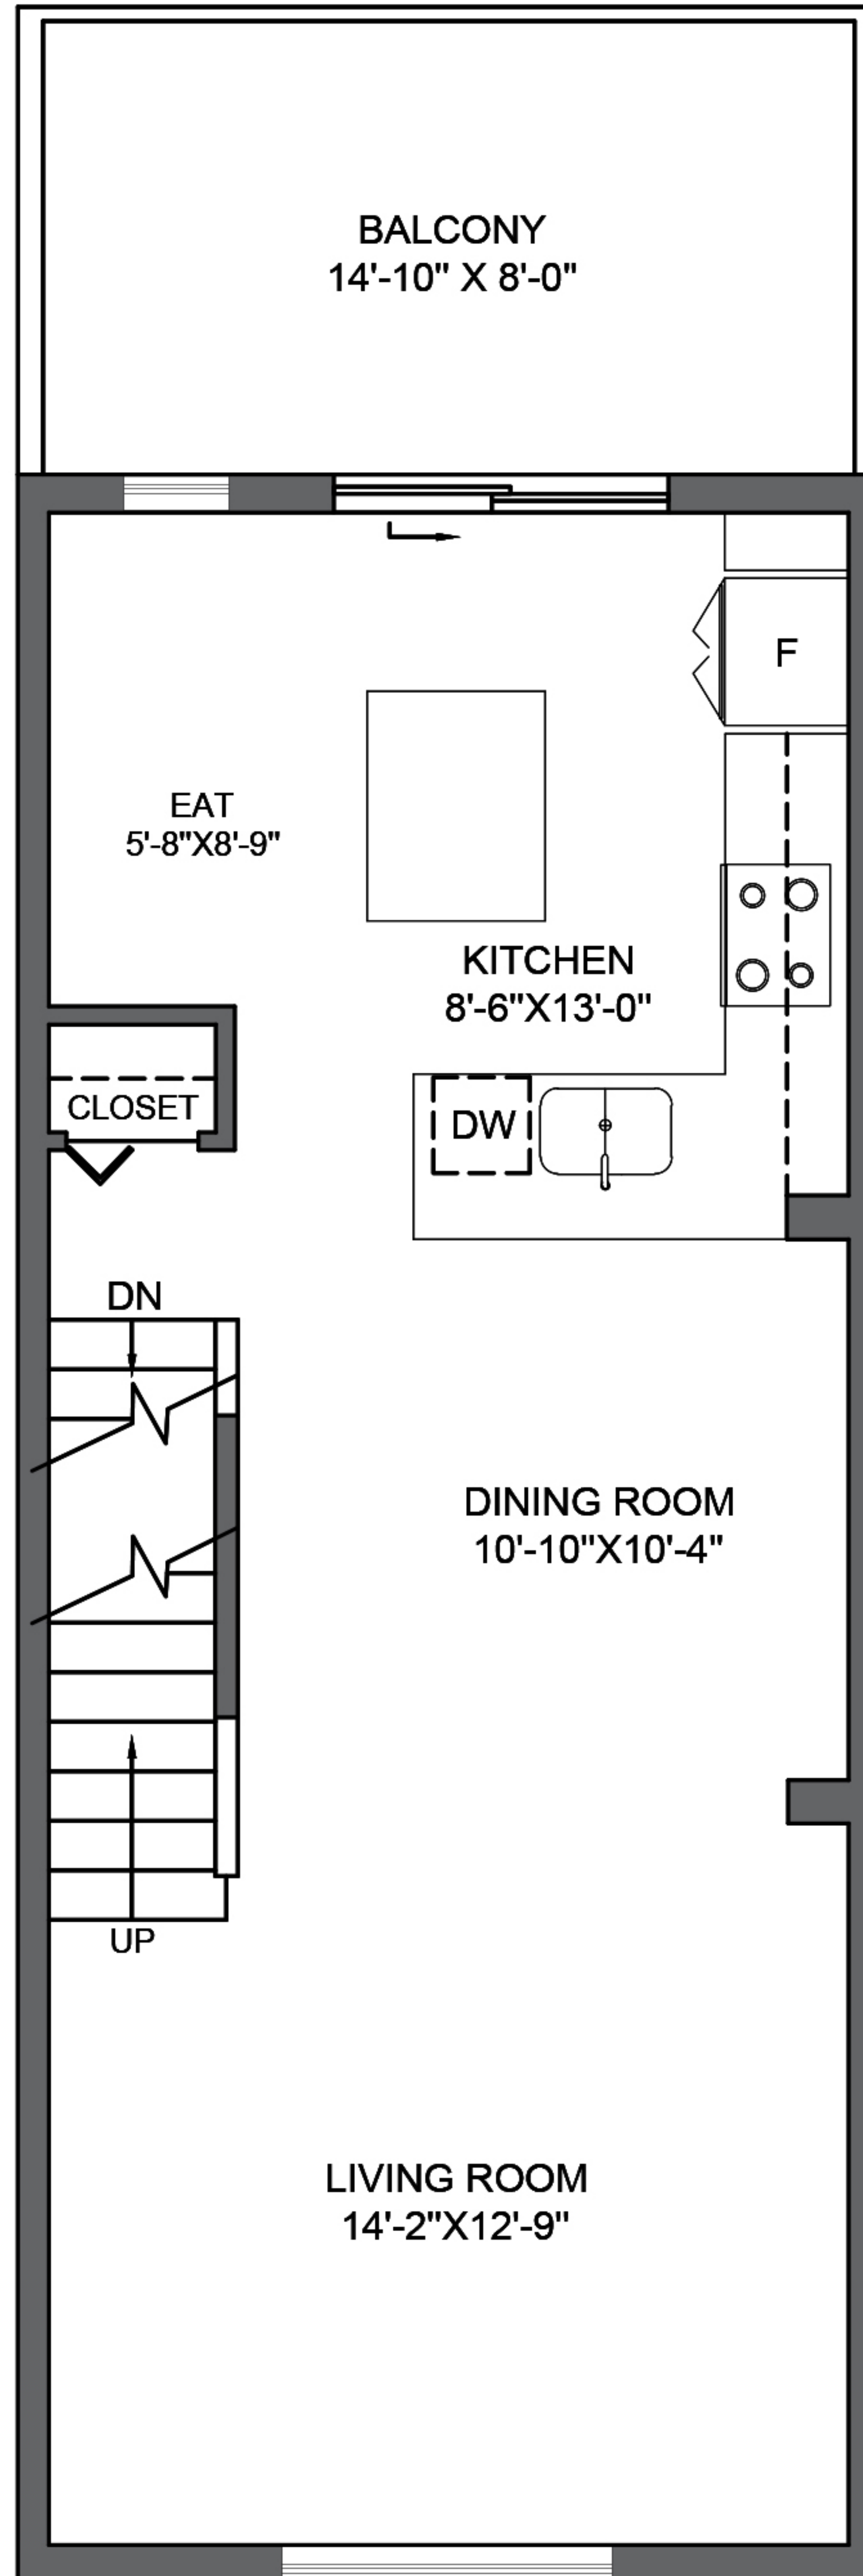 BALCONY
14'-10" X 8'-0"
F
EAT
5'-8"X8'-9"
KITCHEN
8'-6"X13'-0"
CLOSET
DW
DN
DINING ROOM
10'-10"X10'-4"
UP
LIVING ROOM
14'-2"X12'-9"